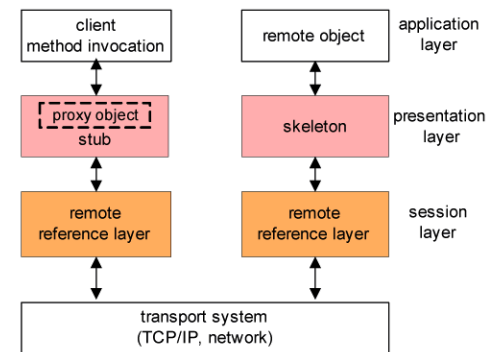 client
method invocation
remote object
application
layer
proxy object
stub
skeleton
presentation
layer
remote
reference layer
remote
reference layer
session
layer
transport system
(TCP/IP, network)